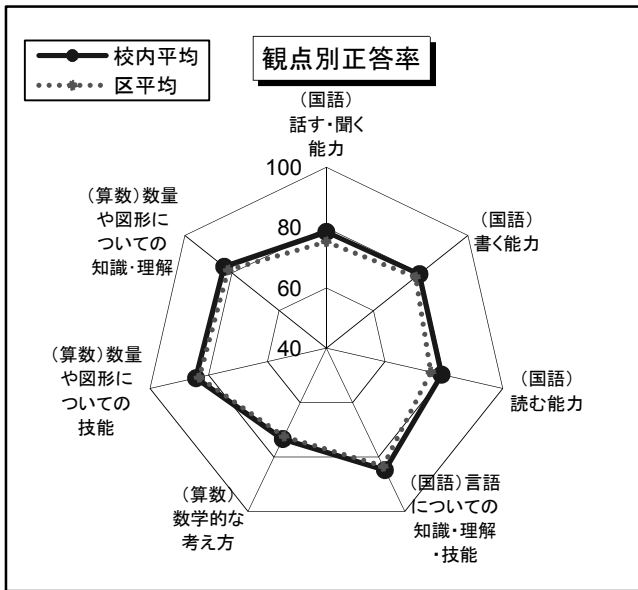 校内平均
区平均
観点別正答率
（国語）
話す・聞く
能力
（国語）
書く能力
（国語）
読む能力
（国語）言語
についての
知識・理解
・技能
（算数）
数学的な
考え方
（算数）数量
や図形に
ついての
技能
（算数）数量
や図形に
ついての
知識・理解
100
80
60
40